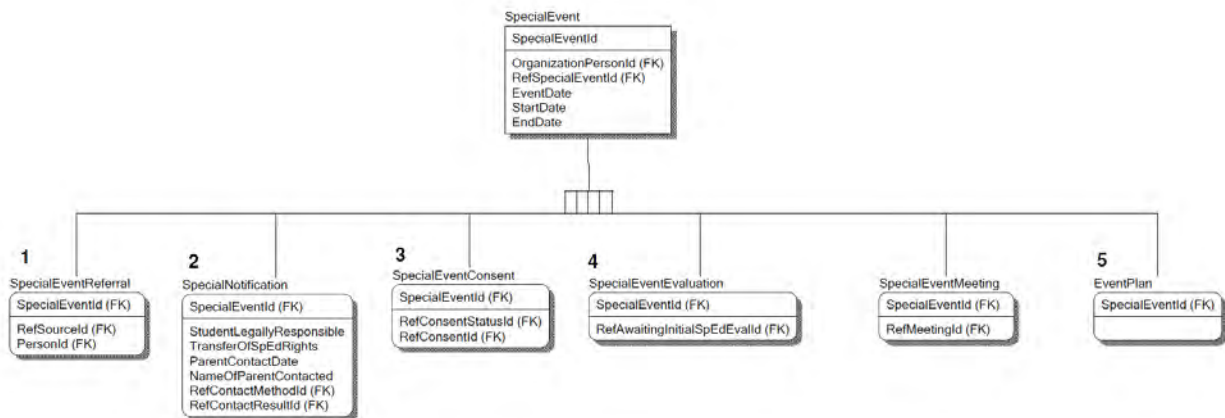 SpecialEvent
SpecialEventId
OrganizationPersonId (FK)
RefSpecialEventId (FK)
EventDate
StartDate
EndDate
1
SpecialEventReferral
SpecialEventId (FK)
RefSourceId (FK)
PersonId (FK)
2
SpecialNotification
SpecialEventId (FK)
StudentLegallyResponsible
TransferOfSpEdRights
ParentContactDate
NameOfParentContacted
RefContactMethodId (FK)
RefContactResultId (FK)
3
SpecialEventConsent
SpecialEventId (FK)
RefConsentStatusId (FK)
RefConsentId (FK)
4
SpecialEventEvaluation
SpecialEventId (FK)
RefAwaitingInitialSpEdEvalId (FK)
SpecialEventMeeting
SpecialEventId (FK)
RefMeetingId (FK)
5
EventPlan
SpecialEventId (FK)